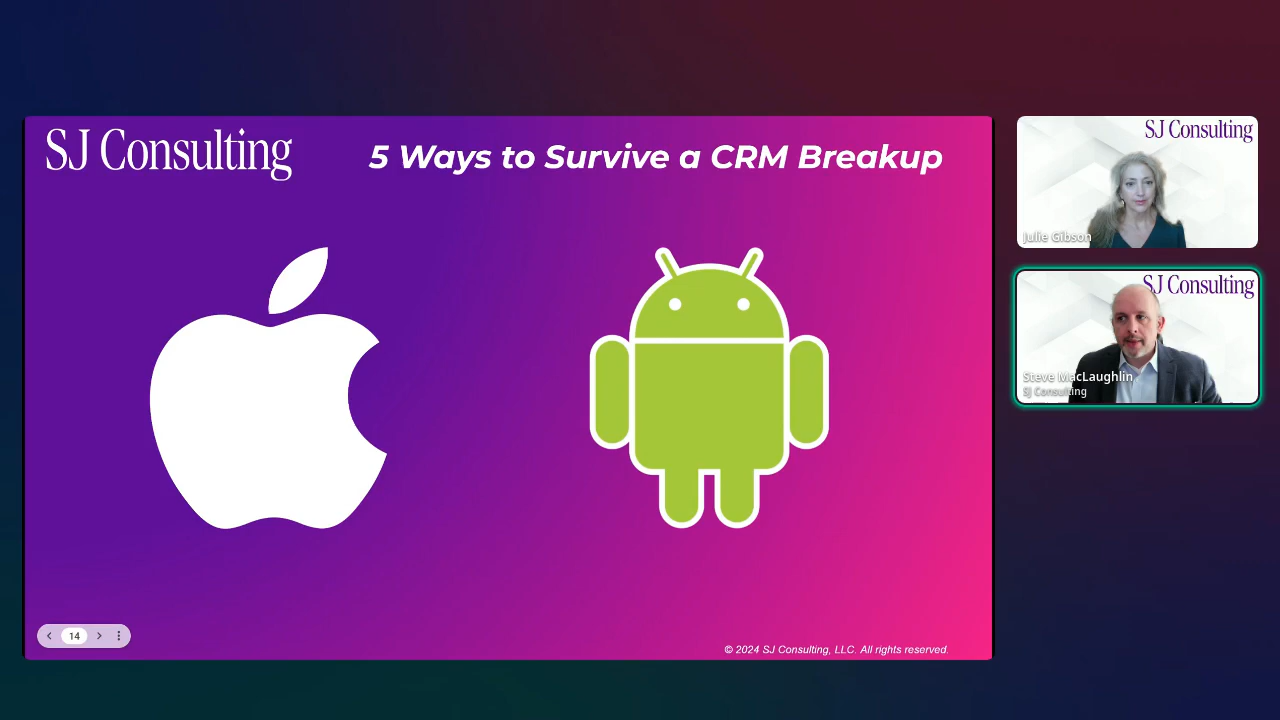 SJ Consulting
5 Ways to Survive a CRM Breakup
14
© 2024 SJ Consulting, LLC. All rights reserved.
SJ Consulting
Julie Gibson
SJ Consulting
Steve MacLaughlin
SJ Consulting